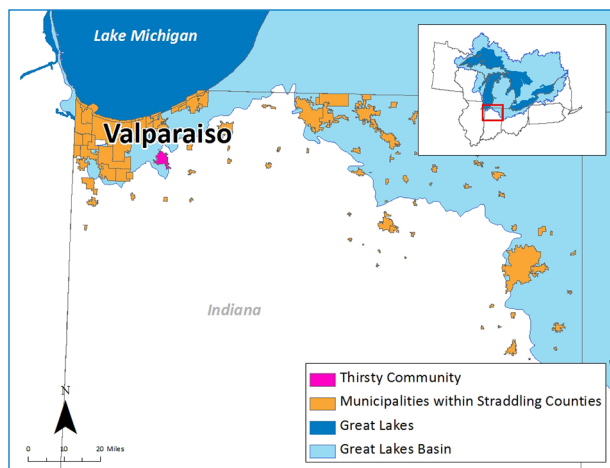 Lake Michigan
Valparaiso
Indiana
Thirsty Community
Municipalities within Straddling Counties
Great Lakes
Great Lakes Basin
N
0 10 20 Miles